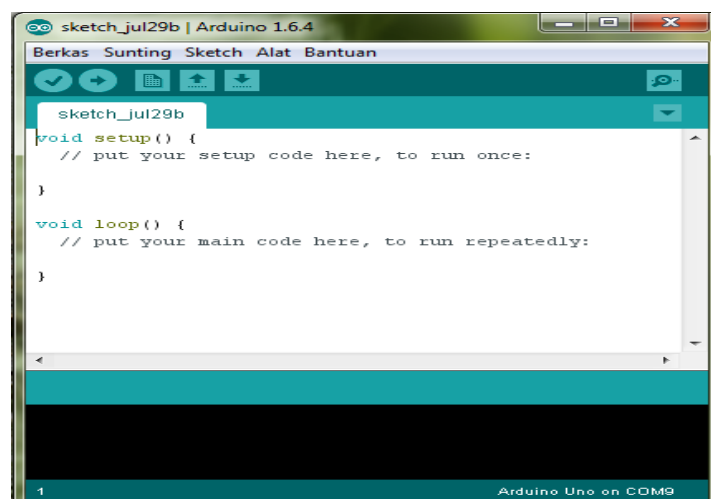 sketch_jul29b | Arduino 1.6.4
Berkas Sunting Sketch Alat Bantuan
sketch_jul29b
void setup() {
// put your setup code here, to run once:
}
void loop() {
// put your main code here, to run repeatedly:
}
1 Arduino Uno on COM9